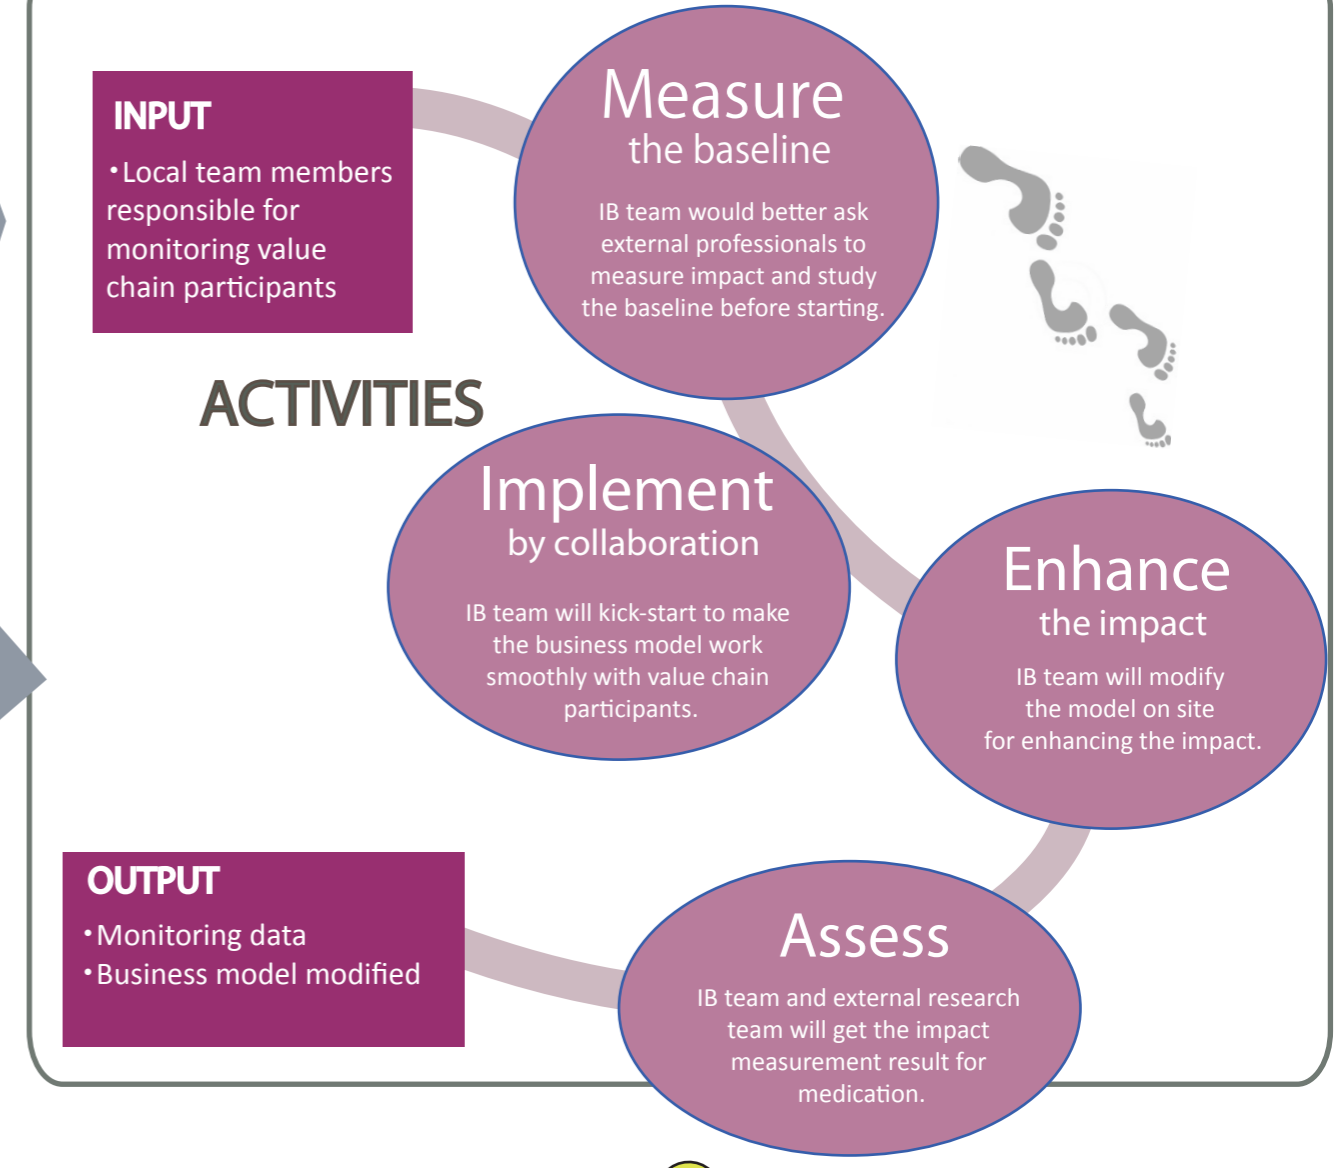 INPUT
•Local team members
responsible for
monitoring value
chain participants
Measure
the baseline
IB team would better ask
external professionals to
measure impact and study
the baseline before starting.
ACTIVITIES
Implement
by collaboration
IB team will kick-start to make
the business model work
smoothly with value chain
participants.
Enhance
the impact
IB team will modify
the model on site
for enhancing the impact.
Assess
IB team and external research
team will get the impact
measurement result for
medication.
OUTPUT
•Monitoring data
•Business model modified